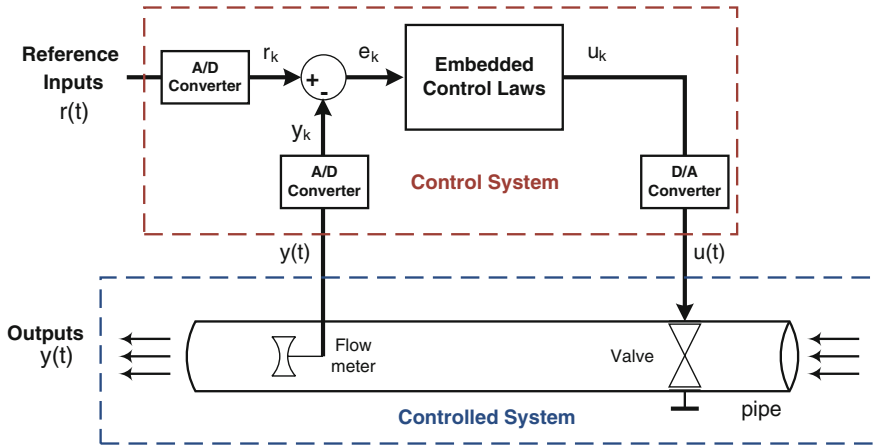 Reference
Inputs
r(t)
A/D
Converter
r_k
+
-
e_k
Embedded
Control Laws
u_k
y_k
A/D
Converter
Control System
D/A
Converter
y(t)
u(t)
Outputs
y(t)
Flow
meter
Valve
pipe
Controlled System